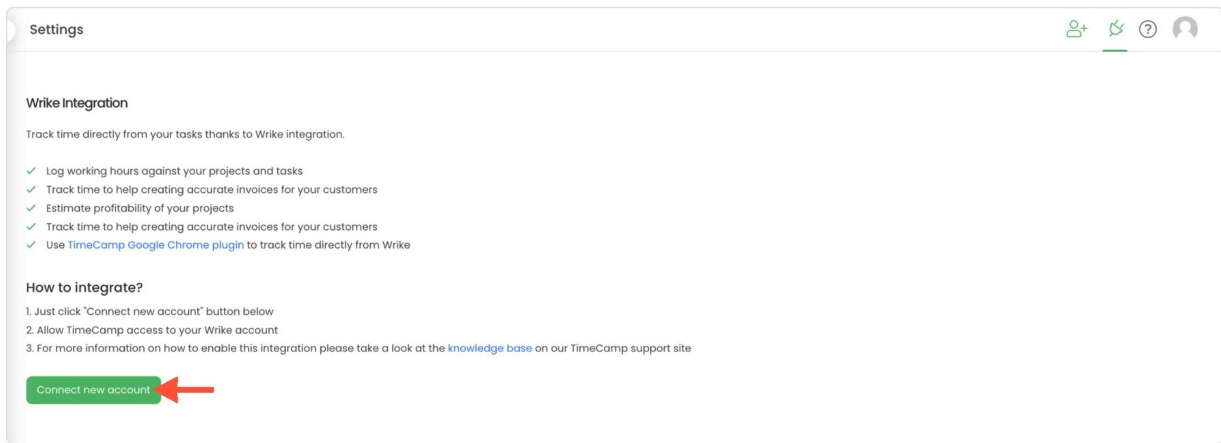 Settings
Wrike Integration
Track time directly from your tasks thanks to Wrike integration.
Log working hours against your projects and tasks
Track time to help creating accurate invoices for your customers
Estimate profitability of your projects
Track time to help creating accurate invoices for your customers
Use TimeCamp Google Chrome plugin to track time directly from Wrike
How to integrate?
1. Just click "Connect new account" button below
2. Allow TimeCamp access to your Wrike account
3. For more information on how to enable this integration please take a look at the knowledge base on our TimeCamp support site
Connect new account